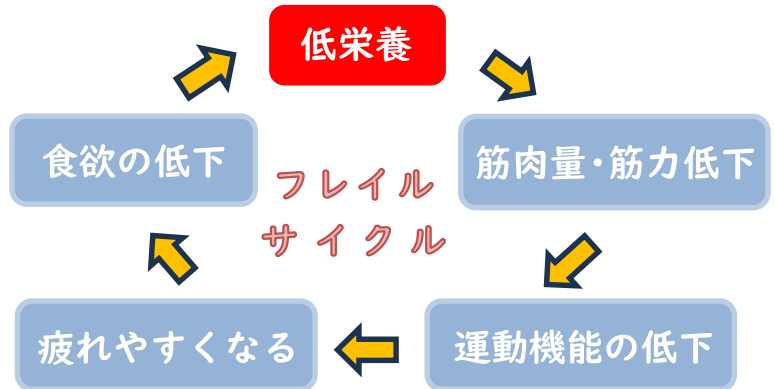 低栄養
食欲の低下
筋肉量・筋力低下
フレイル
サイクル
疲れやすくなる
運動機能の低下